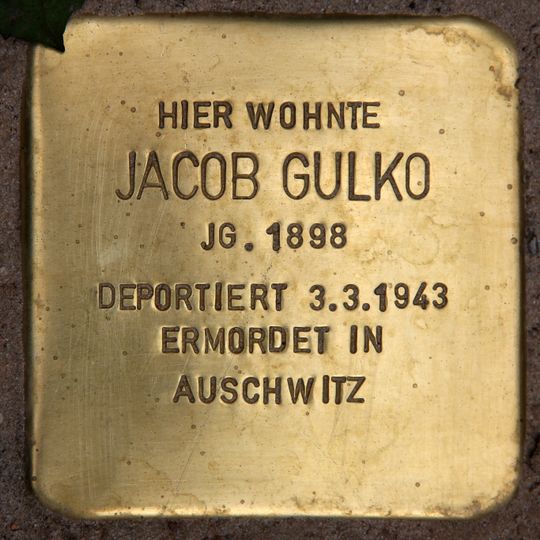 HIER WOHNTE
JACOB GULKO
JG. 1898
DEPORTIERT 3.3.1943
ERMORDET IN
AUSCHWITZ